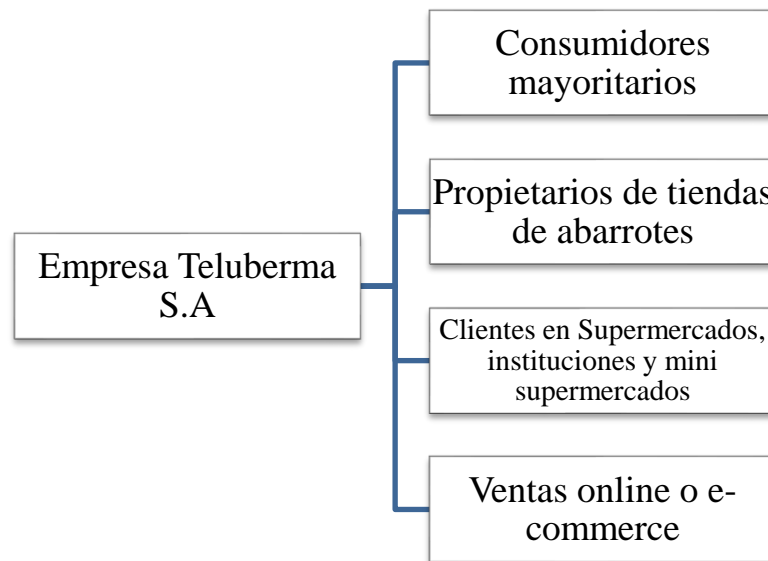 Consumidores
mayoritarios
Propietarios de tiendas
de abarrotes
Empresa Teluberma
S.A
Clientes en Supermercados,
instituciones y mini
supermercados
Ventas online o e-
commerce